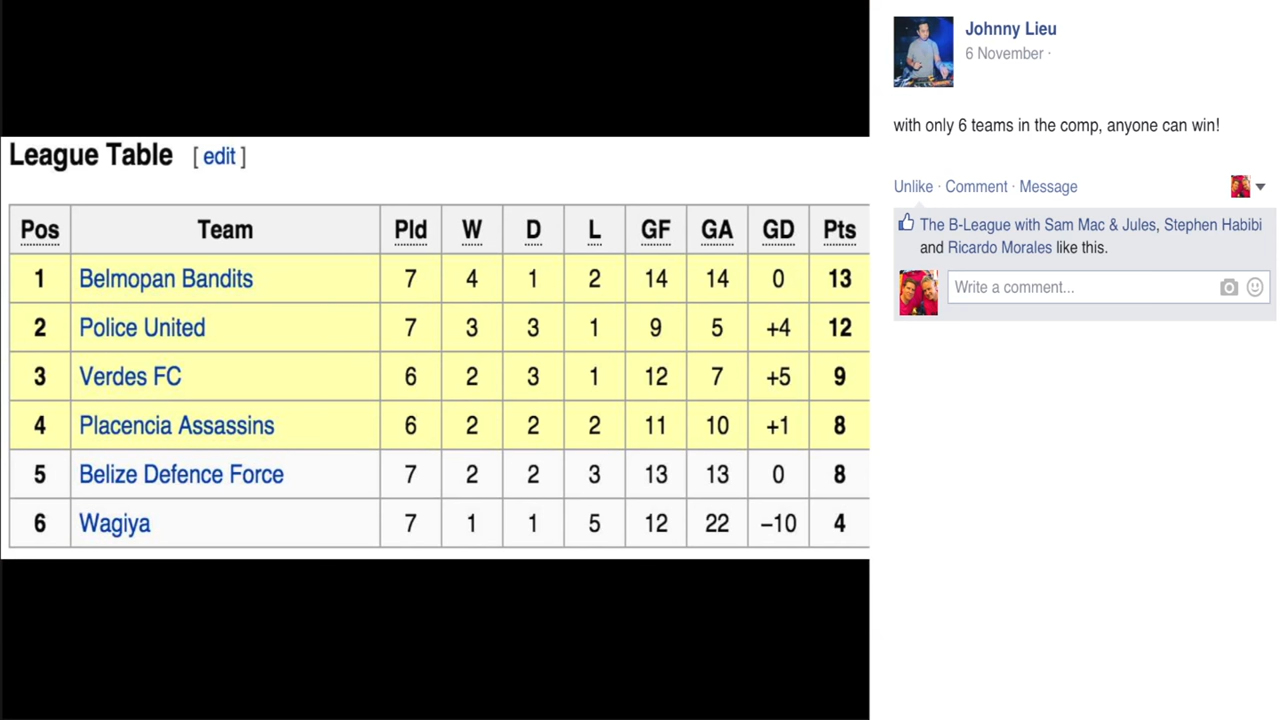 League Table [ edit ]
Pos Team Pld W D L GF GA GD Pts
1 Belmopan Bandits 7 4 1 2 14 14 0 13
2 Police United 7 3 3 1 9 5 +4 12
3 Verdes FC 6 2 3 1 12 7 +5 9
4 Placencia Assassins 6 2 2 2 11 10 +1 8
5 Belize Defence Force 7 2 2 3 13 13 0 8
6 Wagiya 7 1 1 5 12 22 −10 4
Johnny Lieu
6 November ·
with only 6 teams in the comp, anyone can win!
Unlike · Comment · Message
The B-League with Sam Mac & Jules, Stephen Habibi
and Ricardo Morales like this.
Write a comment...